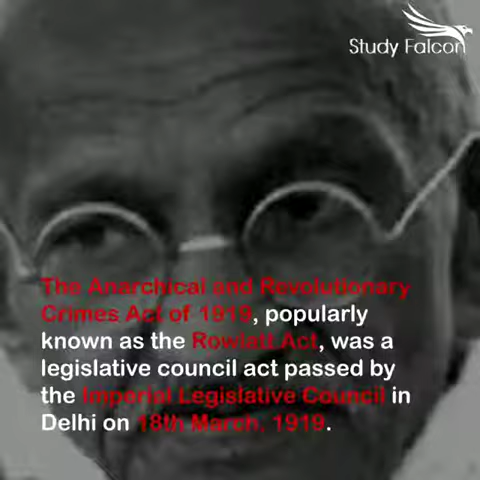 Study Falcon
The Anarchical and Revolutionary
Crimes Act of 1919, popularly
known as the Rowlatt Act, was a
legislative council act passed by
the Imperial Legislative Council in
Delhi on 18th March, 1919.